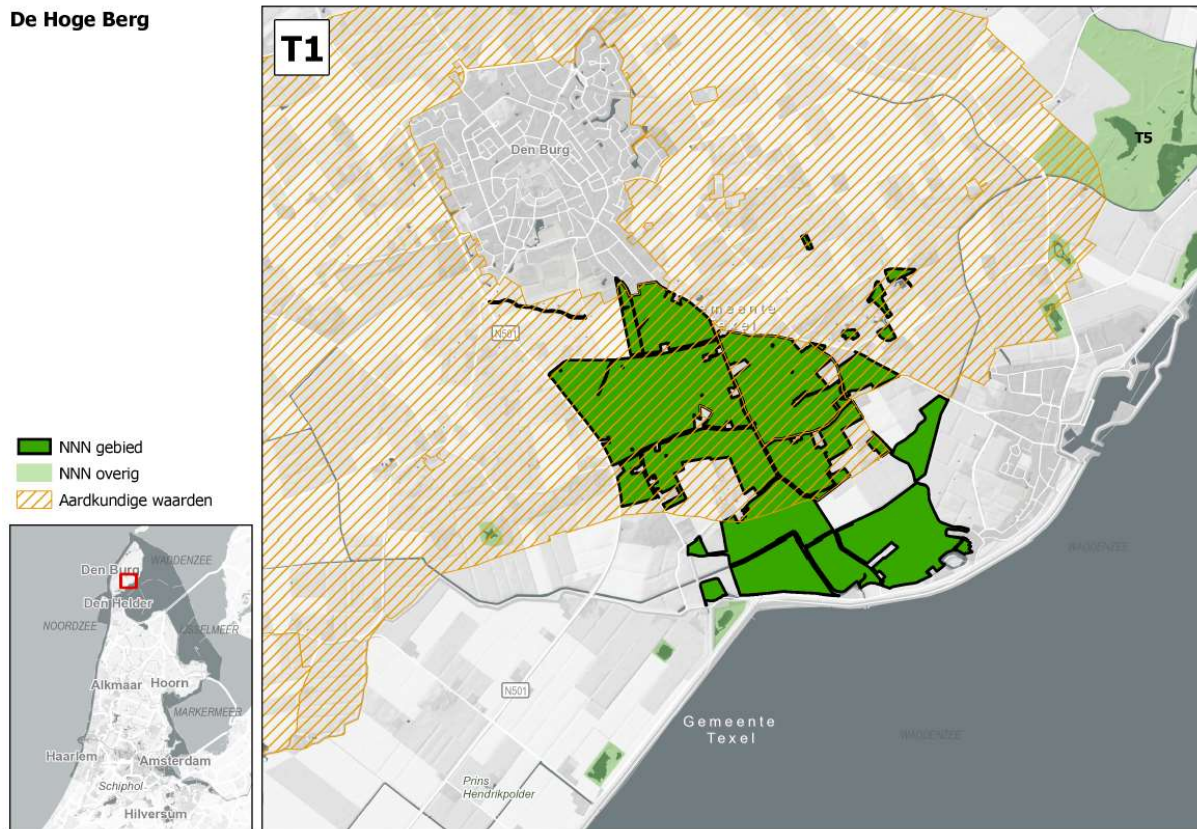 De Hoge Berg
T1
T5
Den Burg
N501
NNN gebied
NNN overig
Aardkundige waarden
WADDENZEE
Den Burg
Den Helder
NOORDZEE
IJSSELMEER
Alkmaar
Hoorn
MARKERMEER
Haarlem
Amsterdam
Schiphol
Hilversum
WADDENZEE
N501
Gemeente
Texel
WADDENZEE
Prins
Hendrikpolder